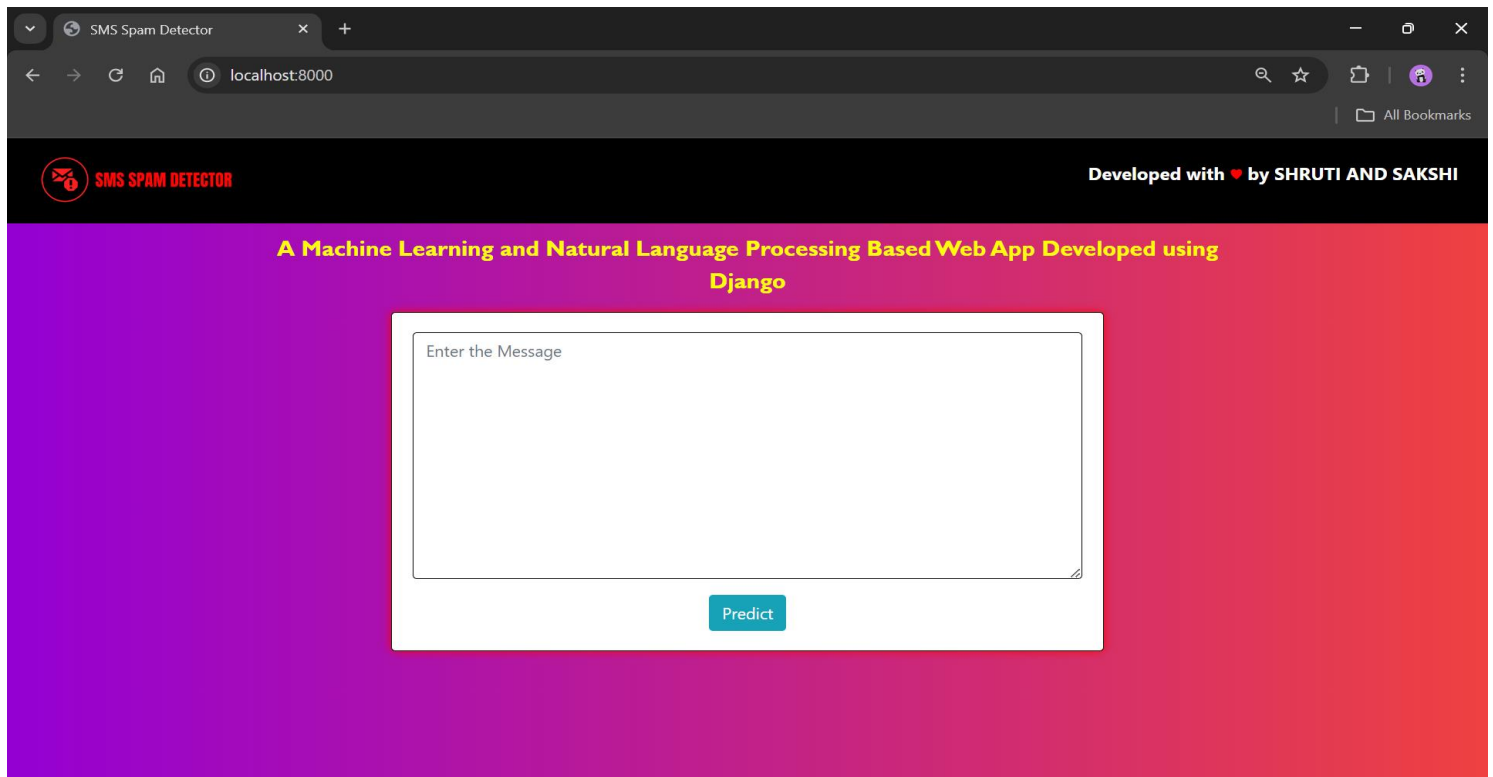 SMS Spam Detector
localhost:8000
All Bookmarks
SMS SPAM DETECTOR
Developed with ♥ by SHRUTI AND SAKSHI
A Machine Learning and Natural Language Processing Based Web App Developed using
Django
Enter the Message
Predict